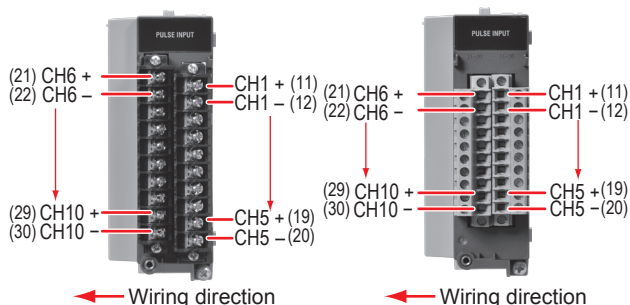 PULSE INPUT
(21) CH6 +
(22) CH6 –
CH1 + (11)
CH1 – (12)
(29) CH10 +
(30) CH10 –
CH5 + (19)
CH5 – (20)
Wiring direction
PULSE INPUT
(21) CH6 +
(22) CH6 –
CH1 + (11)
CH1 – (12)
(29) CH10 +
(30) CH10 –
CH5 + (19)
CH5 – (20)
Wiring direction